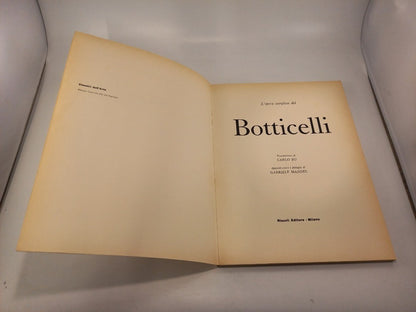 Classici dell'Arte
L'opera completa del
Botticelli
Presentazione di
CARLO BO
Apparati critici e filologici di
GABRIELE MANDEL
Rizzoli Editore • Milano